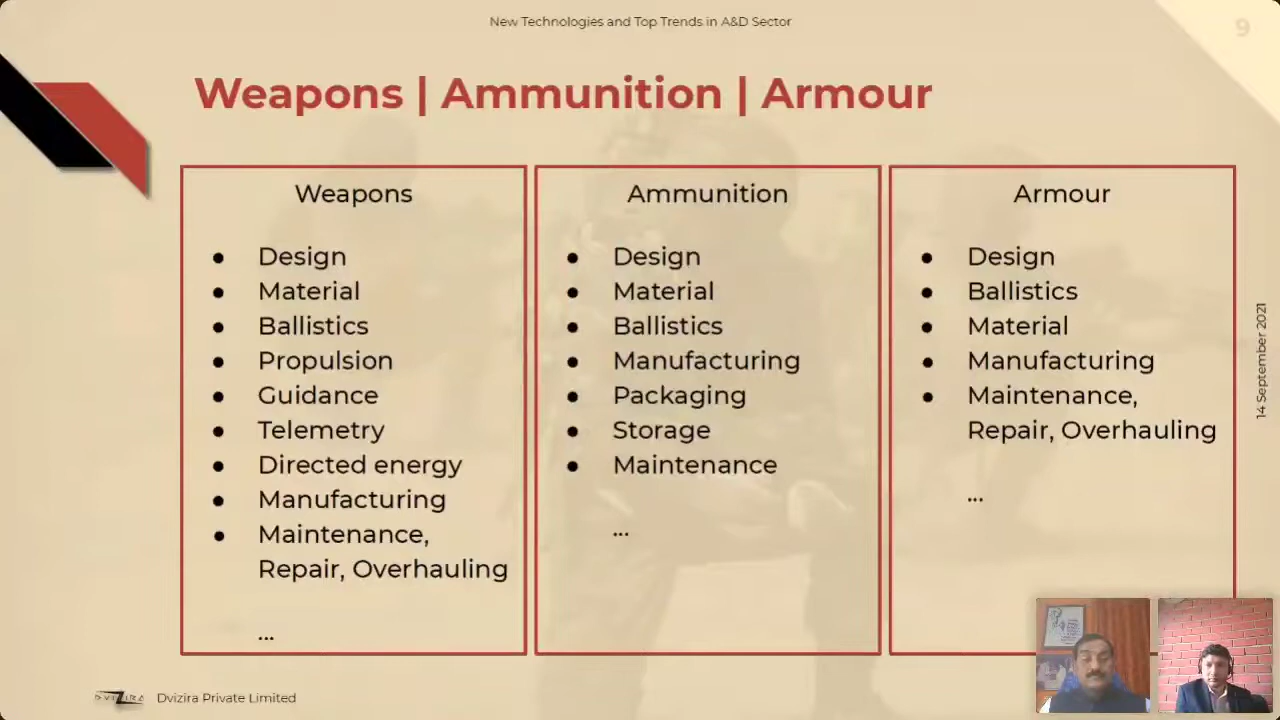 New Technologies and Top Trends in A&D Sector
9
Weapons | Ammunition | Armour
Weapons
● Design
● Material
● Ballistics
● Propulsion
● Guidance
● Telemetry
● Directed energy
● Manufacturing
● Maintenance,
Repair, Overhauling
...
Ammunition
● Design
● Material
● Ballistics
● Manufacturing
● Packaging
● Storage
● Maintenance
...
Armour
● Design
● Ballistics
● Material
● Manufacturing
● Maintenance,
Repair, Overhauling
...
14 September 2021
DVIZIRA
Dvizira Private Limited